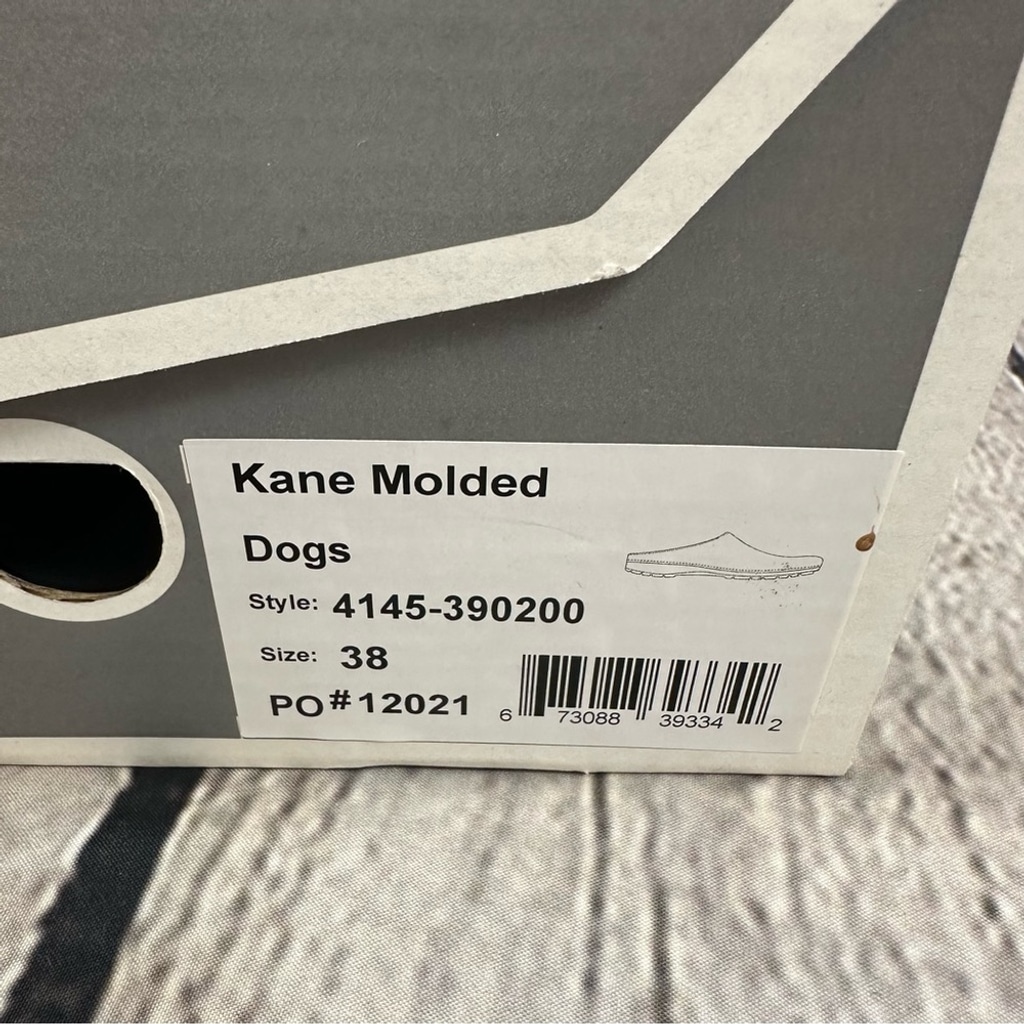 Kane Molded
Dogs
Style: 4145-390200
Size: 38
PO#12021
6 73088 39334 2